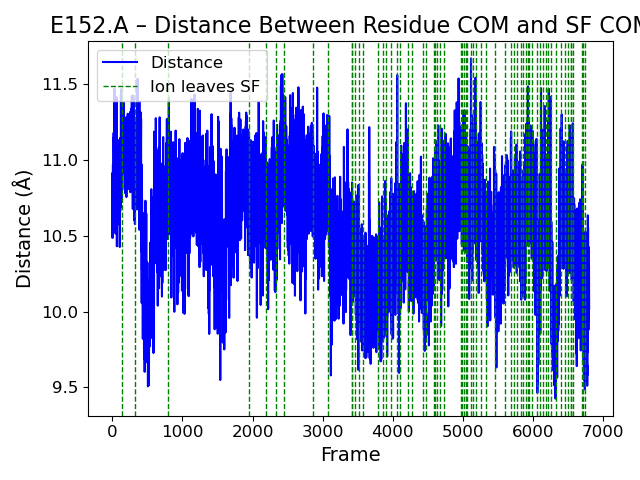 E152.A – Distance Between Residue COM and SF COM
Distance
Ion leaves SF
Distance (Å)
11.5
11.0
10.5
10.0
9.5
0 1000 2000 3000 4000 5000 6000 7000
Frame